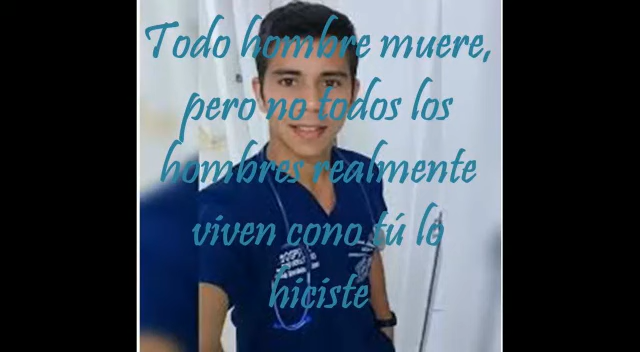 Todo hombre muere,
pero no todos los
hombres realmente
viven cono tú lo
hiciste